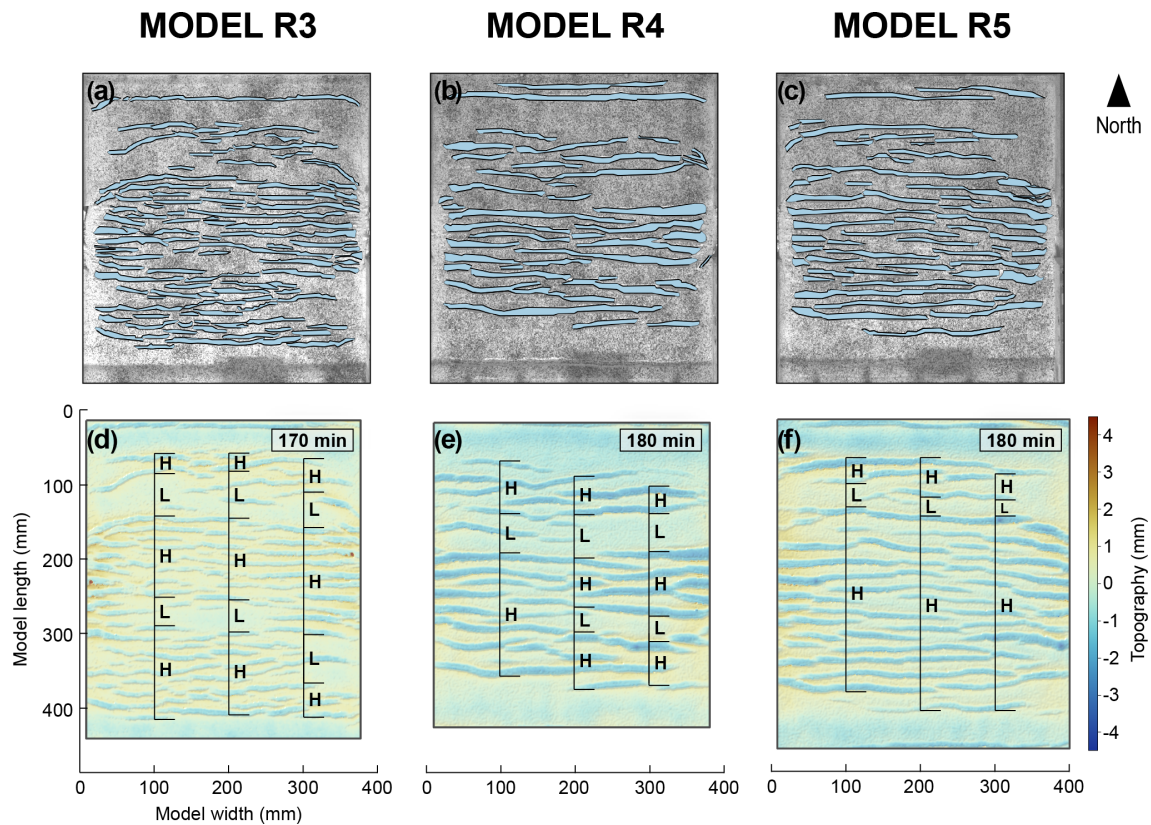 MODEL R3 MODEL R4 MODEL R5
(a) (b) (c)
North
(d) 170 min
H H H
L L L
H H H
L L L
H H H
(e) 180 min
H H H
L L L
H H H
L L
H H
(f) 180 min
H H H
L L L
H H H
0
100
200
300
400
Model length (mm)
4
3
2
1
0
-1
-2
-3
-4
Topography (mm)
0 100 200 300 400
0 100 200 300 400
0 100 200 300 400
Model width (mm)